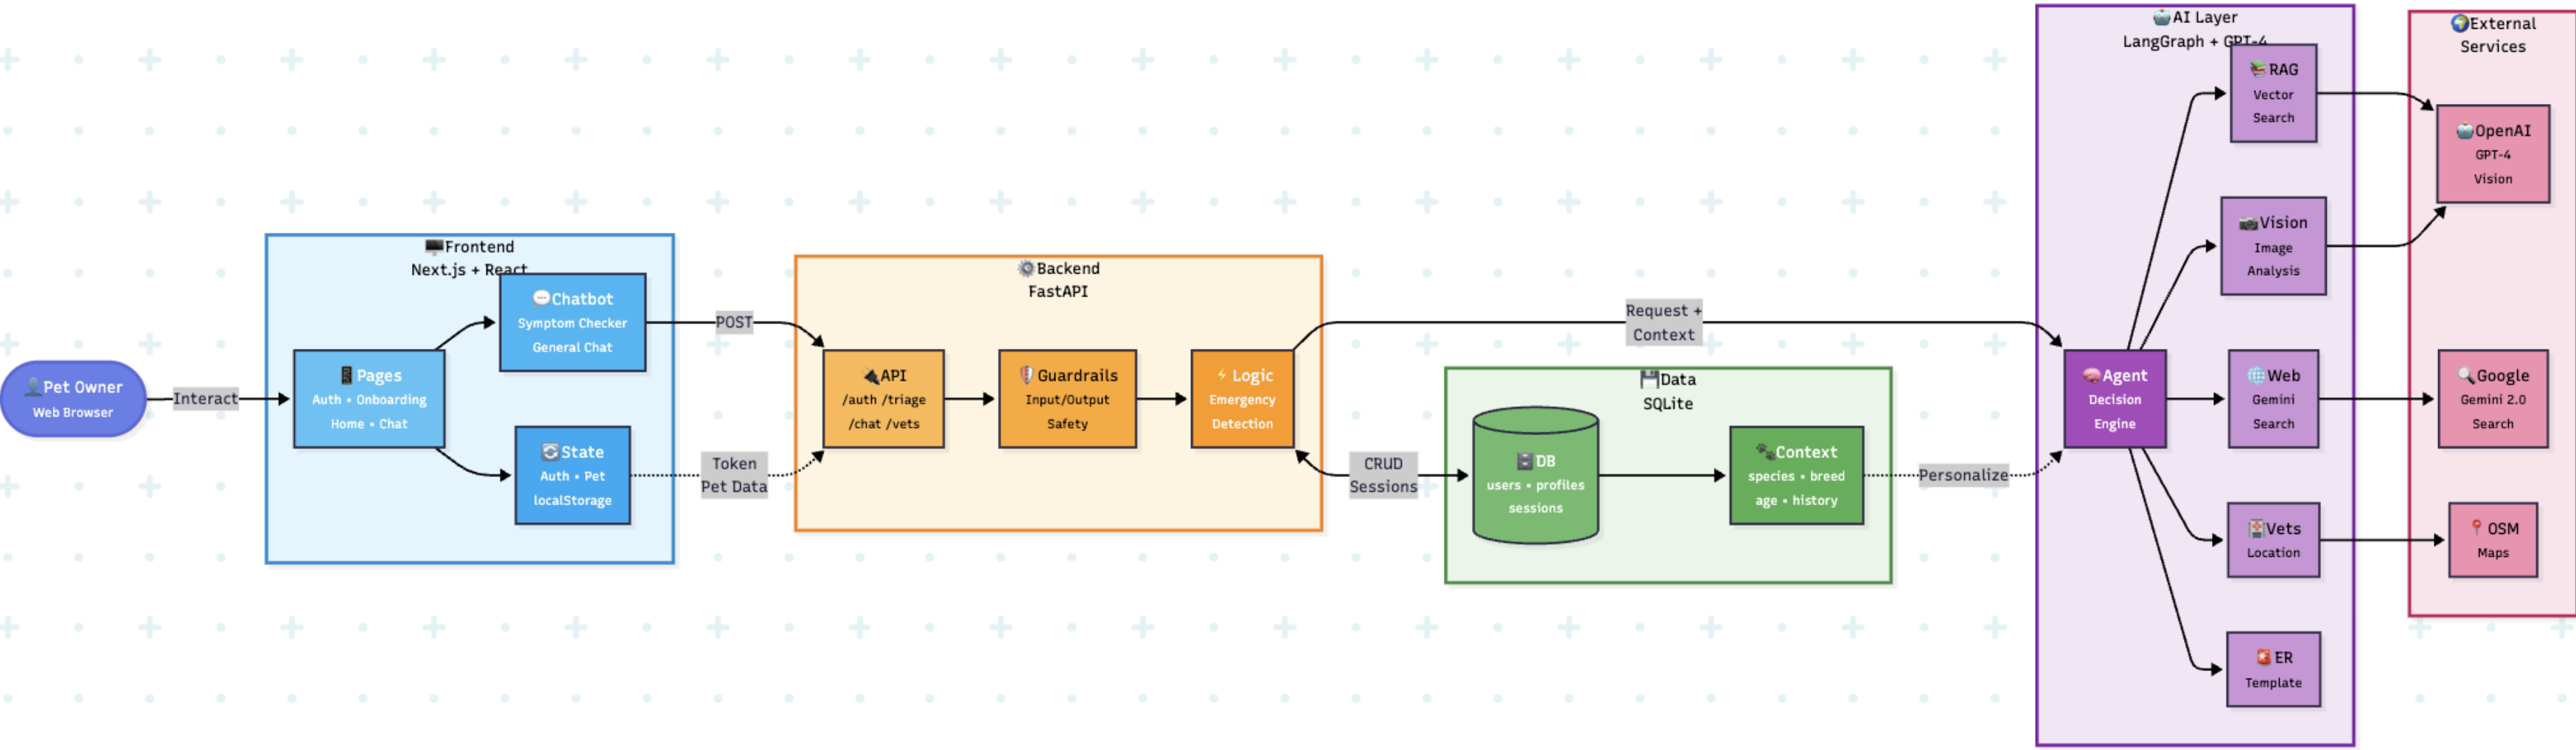 Pet Owner
Web Browser
Interact
Frontend
Next.js + React
Pages
Auth • Onboarding
Home • Chat
Chatbot
Symptom Checker
General Chat
State
Auth • Pet
localStorage
POST
Token
Pet Data
Backend
FastAPI
API
/auth /triage
/chat /vets
Guardrails
Input/Output
Safety
Logic
Emergency
Detection
Request +
Context
CRUD
Sessions
Data
SQLite
DB
users • profiles
sessions
Context
species • breed
age • history
Personalize
AI Layer
LangGraph + GPT-4
Agent
Decision
Engine
RAG
Vector
Search
Vision
Image
Analysis
Web
Gemini
Search
Vets
Location
ER
Template
External
Services
OpenAI
GPT-4
Vision
Google
Gemini 2.0
Search
OSM
Maps